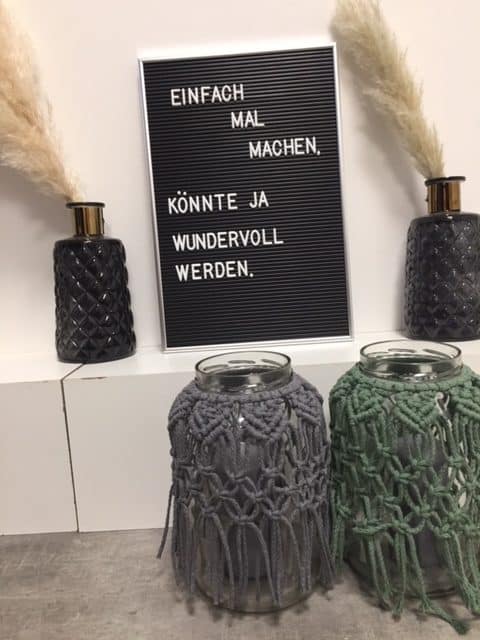 EINFACH
MAL
MACHEN,
KÖNNTE JA
WUNDERVOLL
WERDEN.